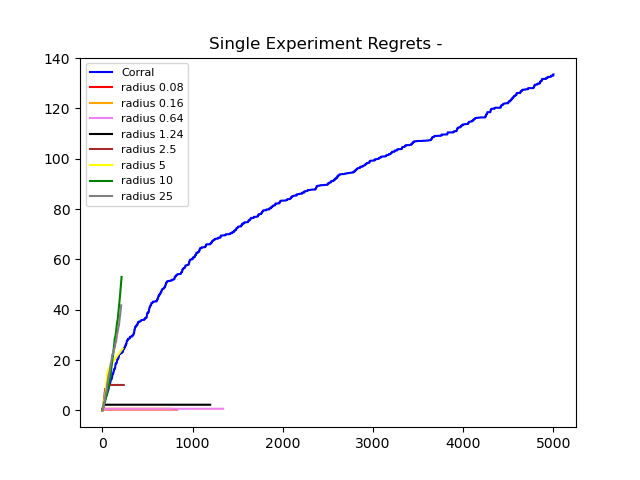 Single Experiment Regrets -
140
120
100
80
60
40
20
0
Corral
radius 0.08
radius 0.16
radius 0.64
radius 1.24
radius 2.5
radius 5
radius 10
radius 25
0 1000 2000 3000 4000 5000